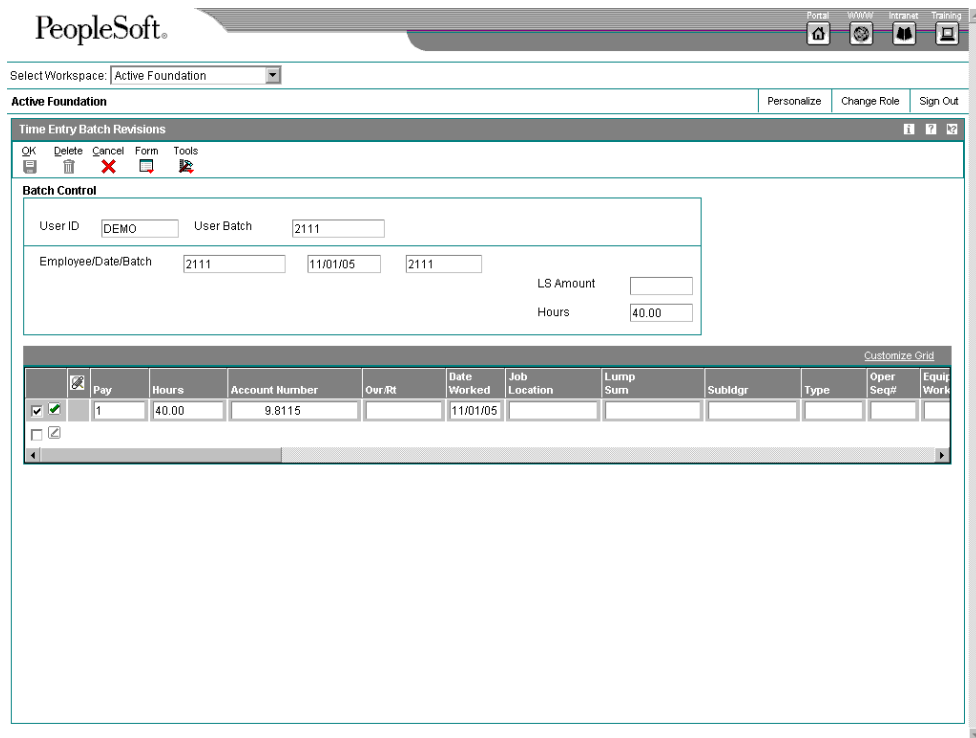 Portal WWW Intranet Training
PeopleSoft.
Select Workspace: Active Foundation
Active Foundation Personalize Change Role Sign Out
Time Entry Batch Revisions i ? ?
OK Delete Cancel Form Tools
Batch Control
User ID DEMO User Batch 2111
Employee/Date/Batch 2111 11/01/05 2111
LS Amount
Hours 40.00
Customize Grid
Pay Hours Account Number Ovr/Rt Date Worked Job Location Lump Sum Subldgr Type Oper Seq# Equip Work
1 40.00 9.8115 11/01/05